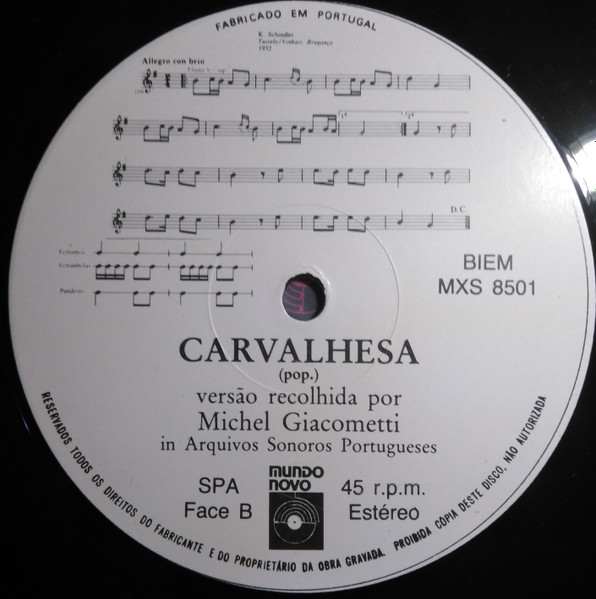 FABRICADO EM PORTUGAL
K. Schindler
1932
Allegro con brio
D.C.
BIEM
MXS 8501
CARVALHESA
(pop.)
versão recolhida por
Michel Giacometti
in Arquivos Sonoros Portugueses
mundo
novo
SPA
45 r.p.m.
Face B
Estéreo
RESERVADOS TODOS OS DIREITOS DO FABRICANTE E DO PROPRIETÁRIO DA OBRA GRAVADA. PROIBIDA CÓPIA DESTE DISCO, NÃO AUTORIZADA